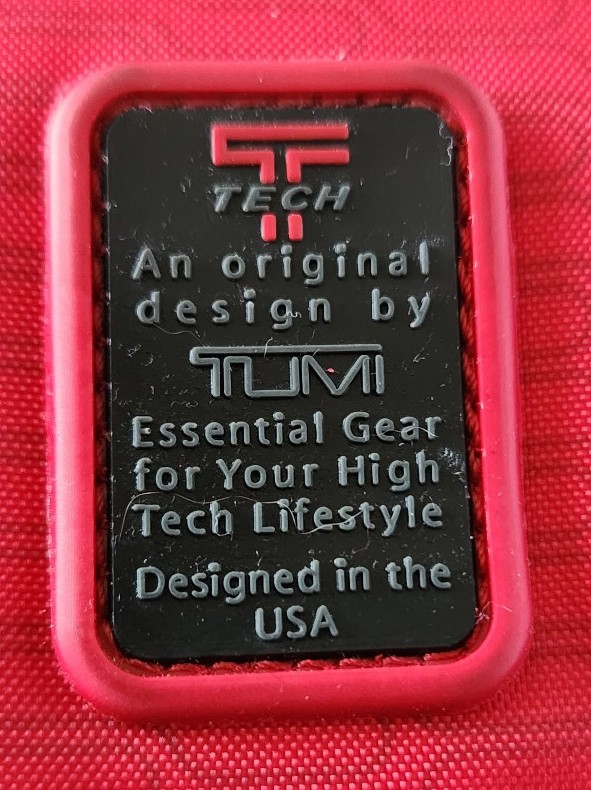 TECH
An original
design by
TUMI
Essential Gear
for Your High
Tech Lifestyle
Designed in the
USA